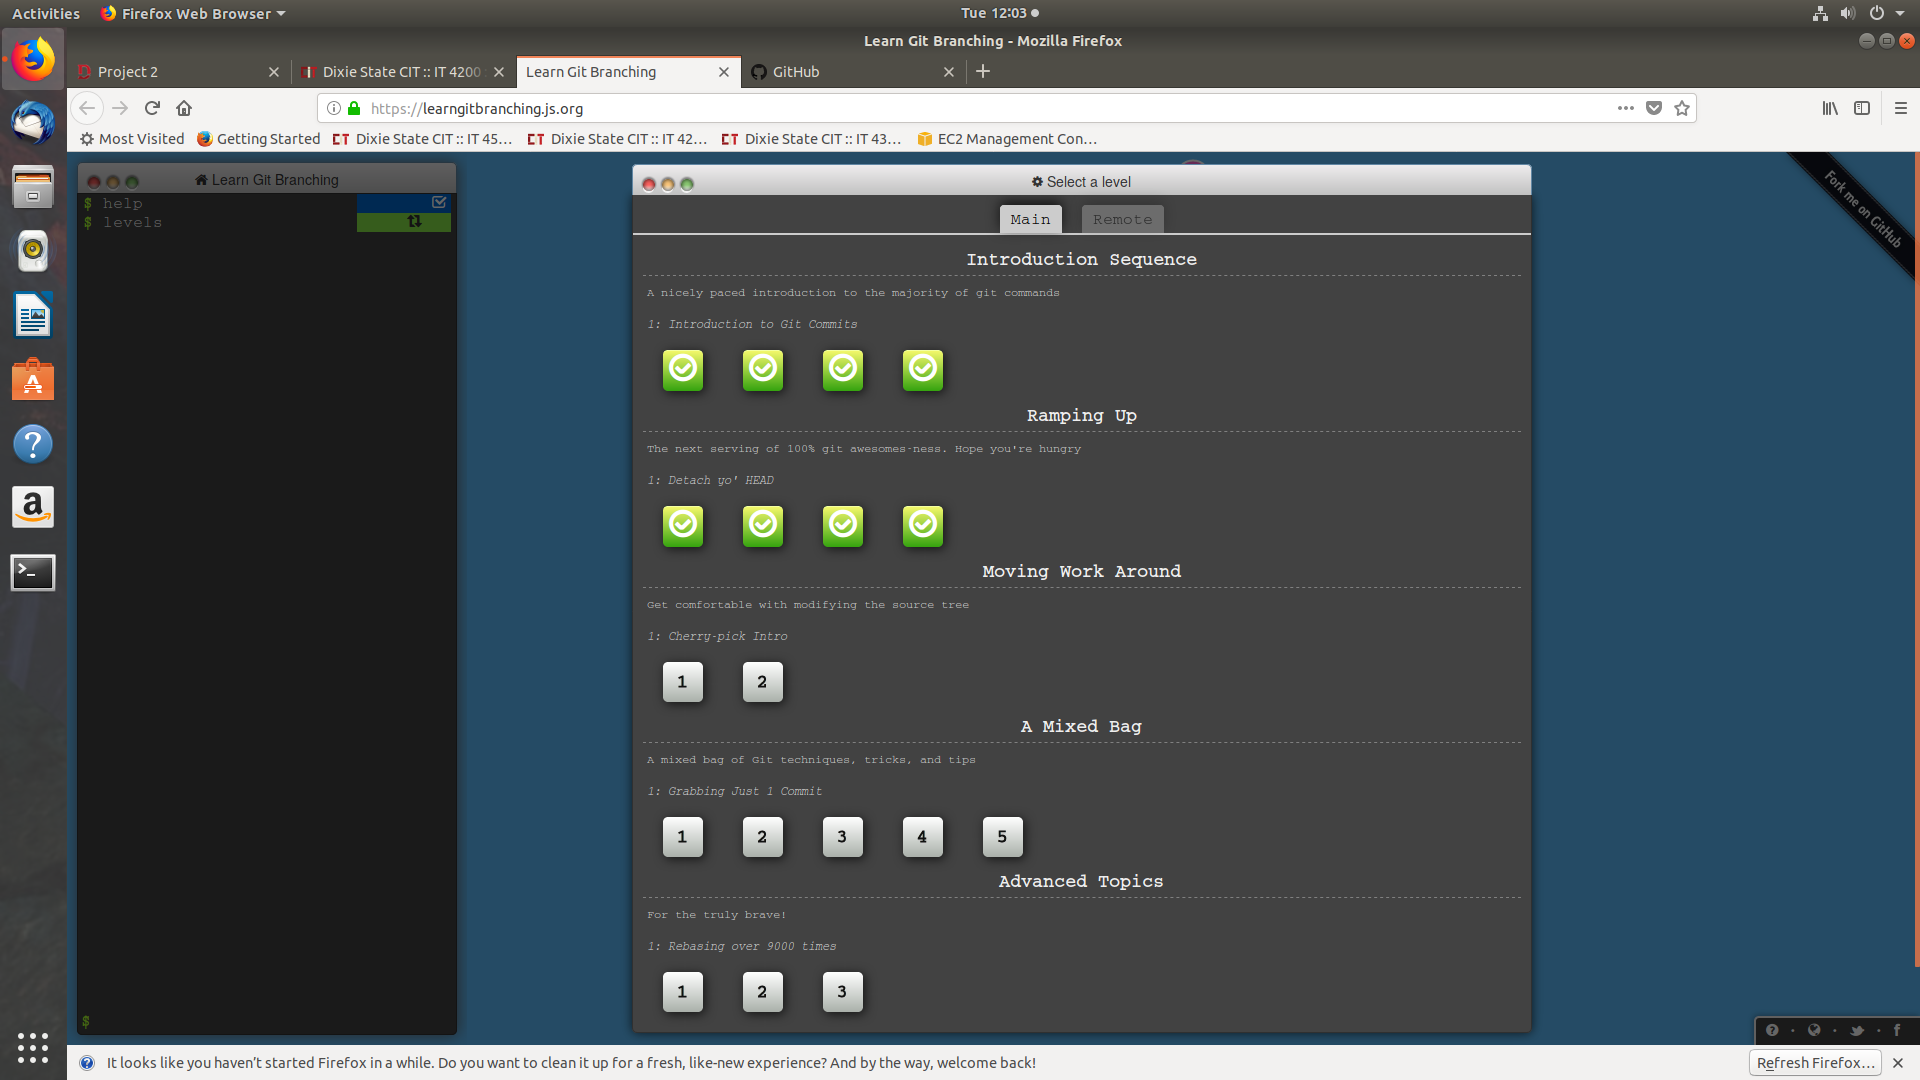 Activities
Firefox Web Browser
Tue 12:03
Learn Git Branching - Mozilla Firefox
Project 2
Dixie State CIT :: IT 4200
Learn Git Branching
GitHub
https://learngitbranching.js.org
Most Visited
Getting Started
Dixie State CIT :: IT 45…
Dixie State CIT :: IT 42…
Dixie State CIT :: IT 43…
EC2 Management Con…
Learn Git Branching
$ help
$ levels
$
Select a level
Main
Remote
Fork me on GitHub
Introduction Sequence
A nicely paced introduction to the majority of git commands
1: Introduction to Git Commits
Ramping Up
The next serving of 100% git awesomes-ness. Hope you're hungry
1: Detach yo' HEAD
Moving Work Around
Get comfortable with modifying the source tree
1: Cherry-pick Intro
1 2
A Mixed Bag
A mixed bag of Git techniques, tricks, and tips
1: Grabbing Just 1 Commit
1 2 3 4 5
Advanced Topics
For the truly brave!
1: Rebasing over 9000 times
1 2 3
It looks like you haven’t started Firefox in a while. Do you want to clean it up for a fresh, like-new experience? And by the way, welcome back!
Refresh Firefox…